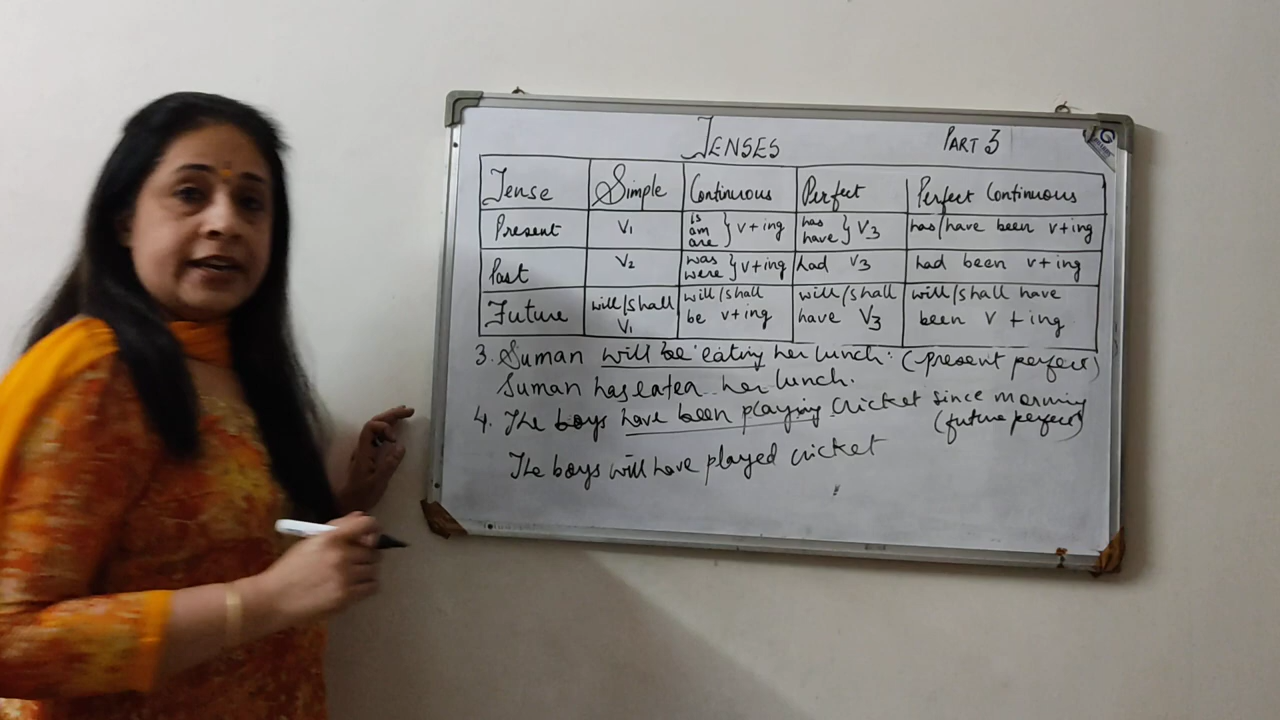 TENSES PART 3
Tense Simple Continuous Perfect Perfect Continuous
Present V1 is am are } v + ing has have } V3 has/have been v+ing
Past V2 was were } v+ing had V3 had been v+ing
Future will/shall V1 will/shall be v+ing will/shall have V3 will/shall have been v + ing
3. Suman will be eating her lunch. (present perfect)
Suman has eaten her lunch.
4. The boys have been playing cricket since morning
(future perfect)
The boys will have played cricket